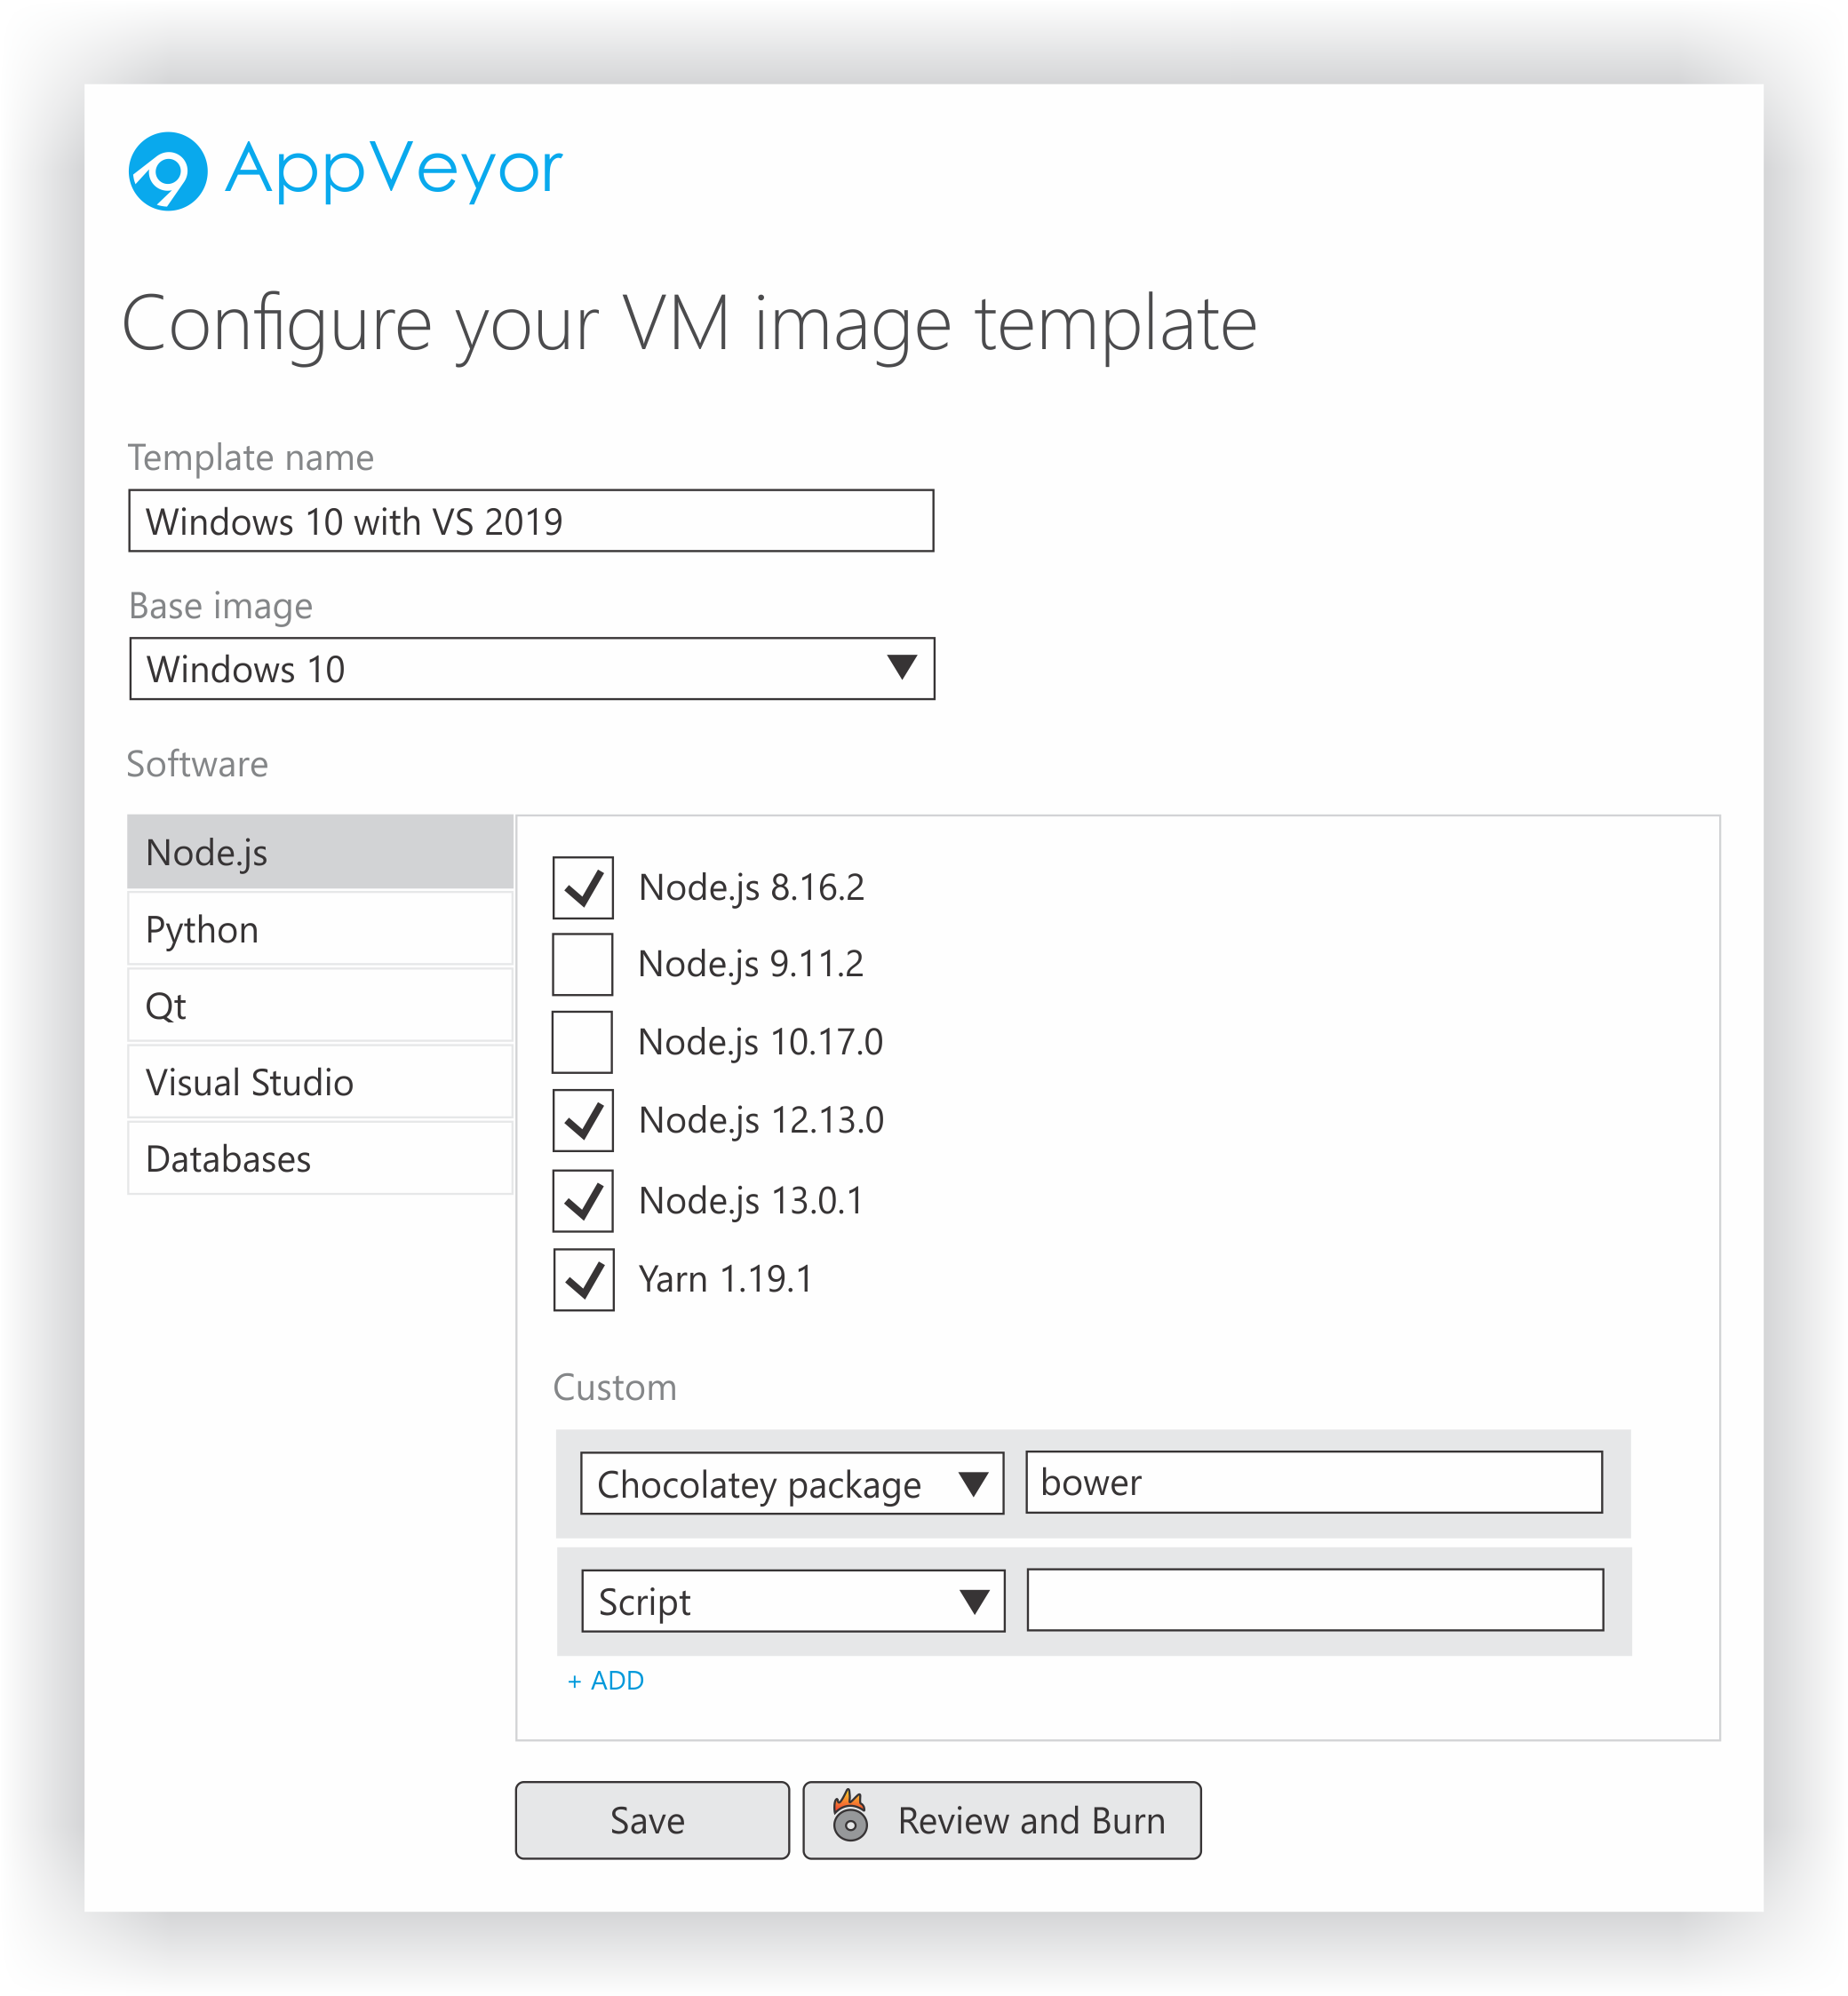 AppVeyor
Configure your VM image template
Template name
Windows 10 with VS 2019
Base image
Windows 10
Software
Node.js
Python
Qt
Visual Studio
Databases
Node.js 8.16.2
Node.js 9.11.2
Node.js 10.17.0
Node.js 12.13.0
Node.js 13.0.1
Yarn 1.19.1
Custom
Chocolatey package bower
Script
+ ADD
Save Review and Burn